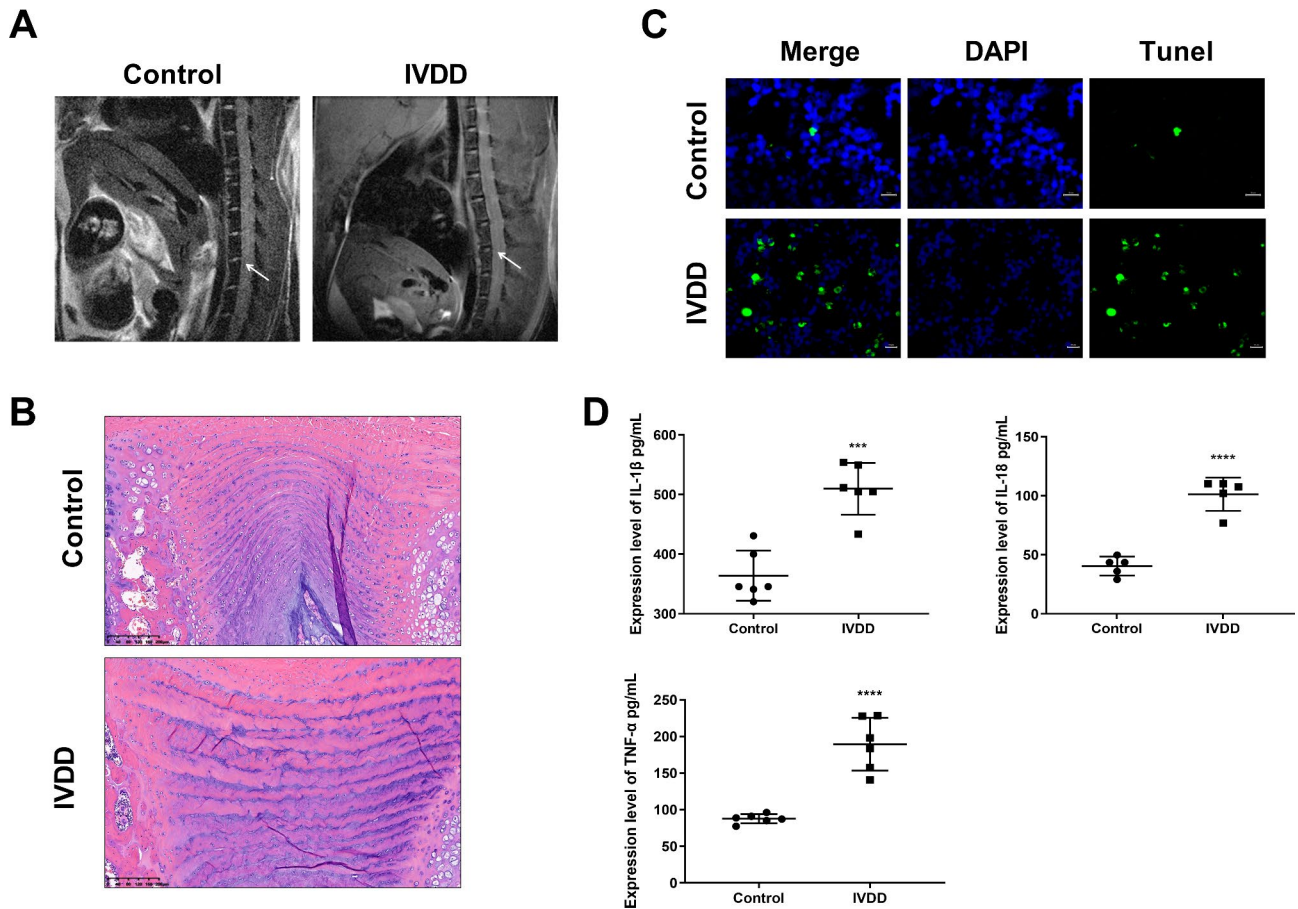 A
Control
IVDD
C
Merge
DAPI
Tunel
Control
IVDD
B
Control
IVDD
D
Expression level of IL-1β pg/mL
600
500
400
300
***
Control
IVDD
Expression level of IL-18 pg/mL
150
100
50
0
****
Control
IVDD
Expression level of TNF-α pg/mL
250
200
150
100
50
0
****
Control
IVDD